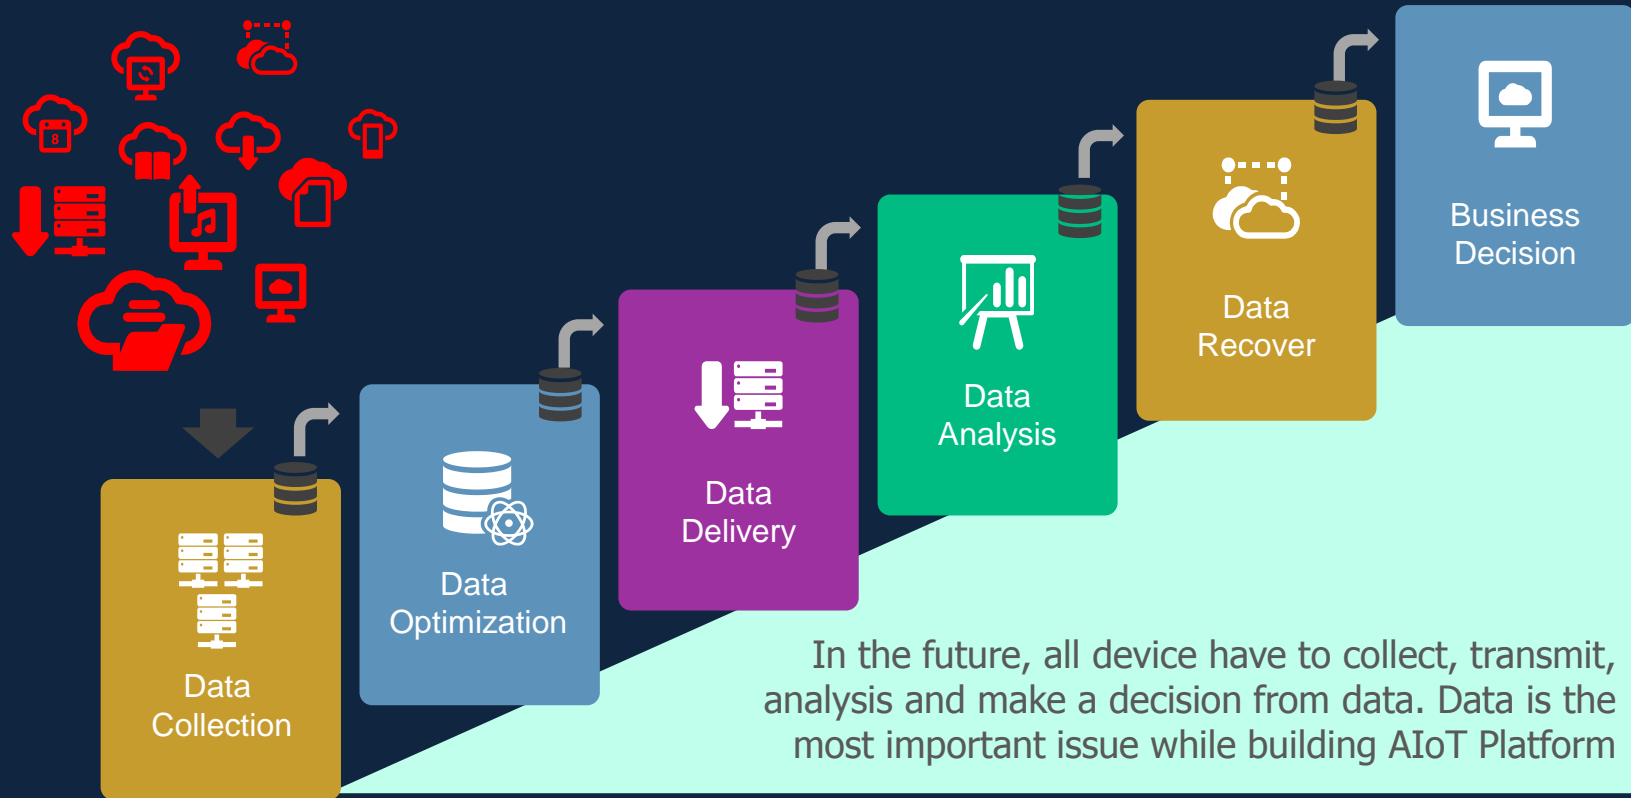 8
Data
Collection
Data
Optimization
Data
Delivery
Data
Analysis
Data
Recover
Business
Decision
In the future, all device have to collect, transmit,
analysis and make a decision from data. Data is the
most important issue while building AIoT Platform